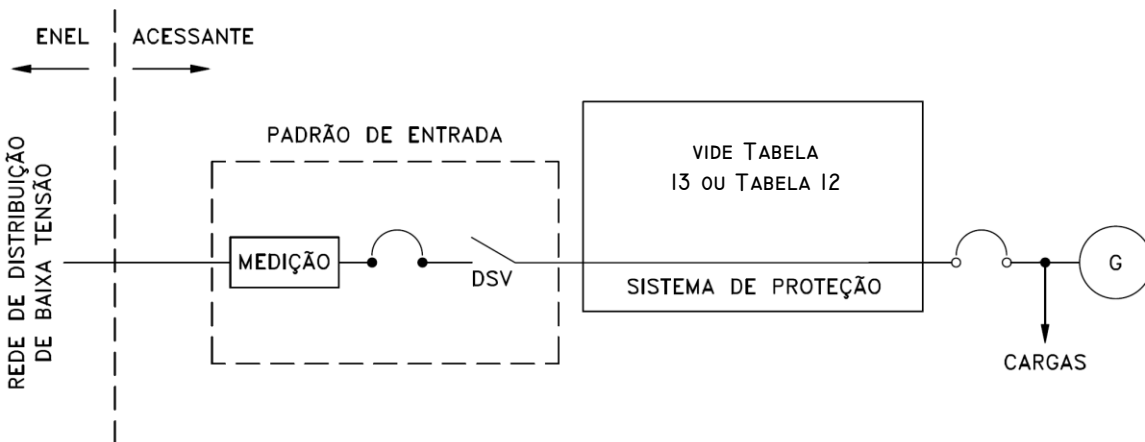 ENEL
ACESSANTE
REDE DE DISTRIBUIÇÃO
DE BAIXA TENSÃO
PADRÃO DE ENTRADA
MEDIÇÃO
DSV
VIDE TABELA
13 OU TABELA 12
SISTEMA DE PROTEÇÃO
G
CARGAS